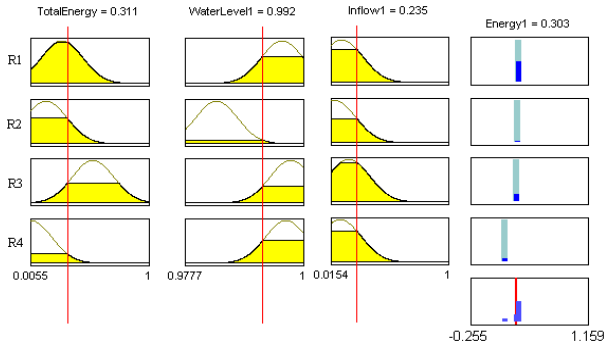 TotalEnergy = 0.311 WaterLevel1 = 0.992 Inflow1 = 0.235 Energy1 = 0.303
R1
R2
R3
R4
0.0055 1 0.9777 1 0.0154 1
-0.255 1.159